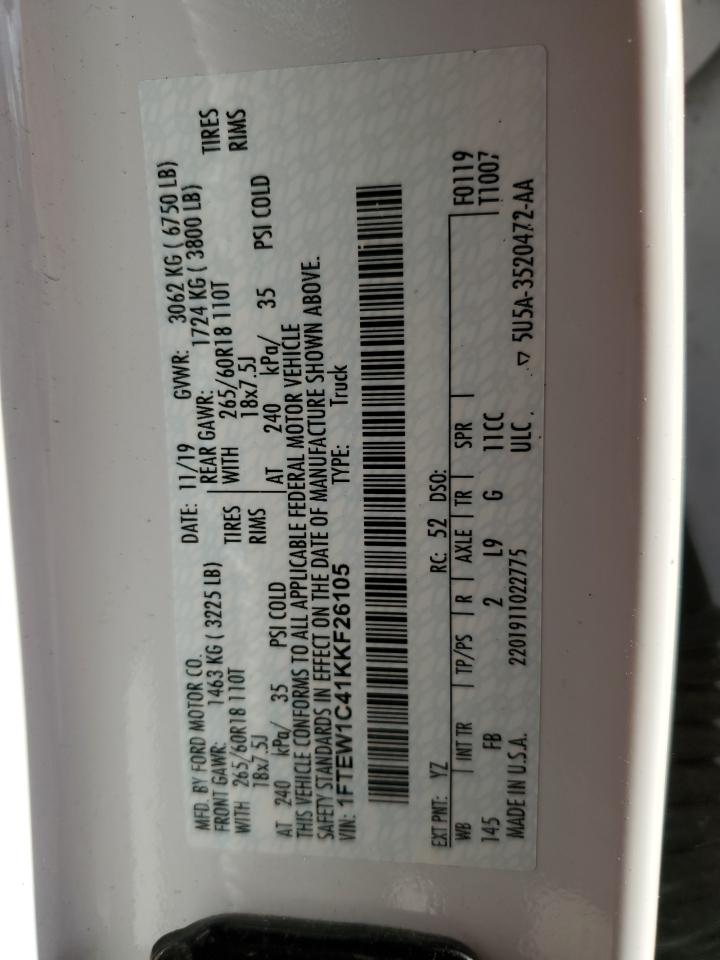 MFD. BY FORD MOTOR CO.
DATE: 11/19 GVWR: 3062 KG ( 6750 LB)
FRONT GAWR: 1463 KG ( 3225 LB)
REAR GAWR: 1724 KG ( 3800 LB)
WITH 265/60R18 110T TIRES
WITH 265/60R18 110T TIRES
18x7.5J RIMS
18x7.5J RIMS
AT 240 kPa/ 35 PSI COLD
AT 240 kPa/ 35 PSI COLD
THIS VEHICLE CONFORMS TO ALL APPLICABLE FEDERAL MOTOR VEHICLE
SAFETY STANDARDS IN EFFECT ON THE DATE OF MANUFACTURE SHOWN ABOVE.
VIN: 1FTEW1C41KKF26105 TYPE: Truck
EXT PNT: YZ RC: 52 DSO:
F0119
WB INT TR TP/PS R AXLE TR SPR T1007
145 FB 2 L9 G 11CC
MADE IN U.S.A. 2201911022775 ULC ▽ 5U5A-3520472-AA